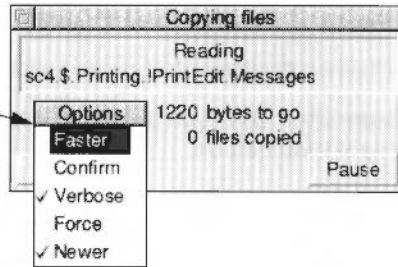 Copying files
Reading
sc4.$.Printing.!PrintEdit.Messages
Options
1220 bytes to go
Faster
0 files copied
Confirm
Pause
✓ Verbose
Force
✓ Newer